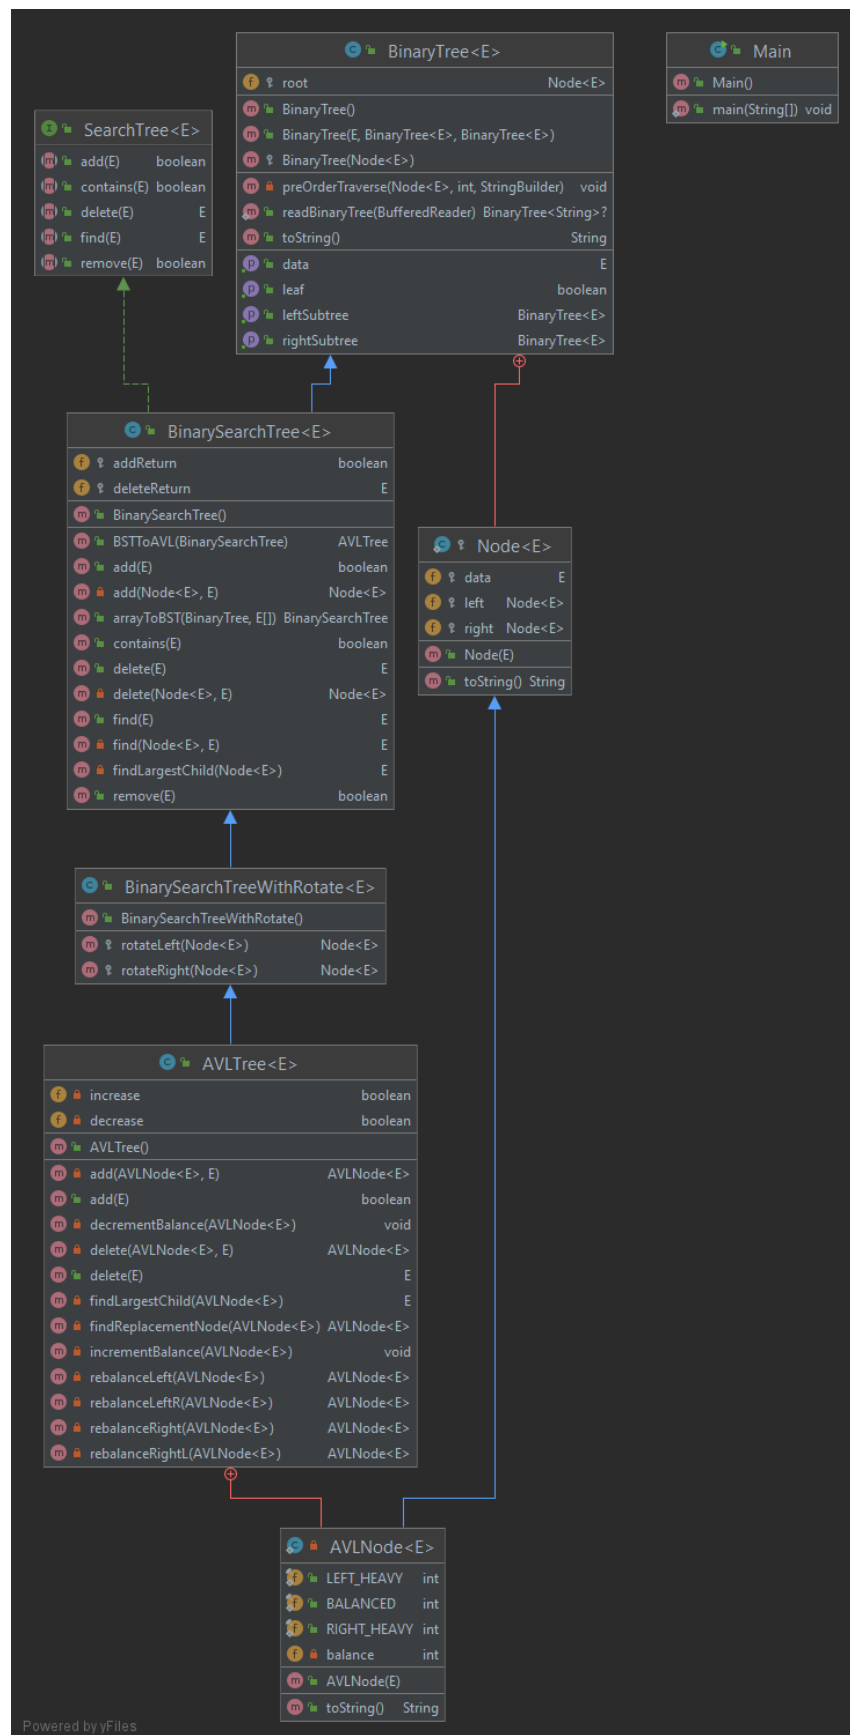 BinaryTree<E>
root Node<E>
BinaryTree()
BinaryTree(E, BinaryTree<E>, BinaryTree<E>)
BinaryTree(Node<E>)
preOrderTraverse(Node<E>, int, StringBuilder) void
readBinaryTree(BufferedReader) BinaryTree<String>?
toString() String
data E
leaf boolean
leftSubtree BinaryTree<E>
rightSubtree BinaryTree<E>
Main
Main()
main(String[]) void
SearchTree<E>
add(E) boolean
contains(E) boolean
delete(E) E
find(E) E
remove(E) boolean
BinarySearchTree<E>
addReturn boolean
deleteReturn E
BinarySearchTree()
BSTToAVL(BinarySearchTree) AVLTree
add(E) boolean
add(Node<E>, E) Node<E>
arrayToBST(BinaryTree, E[]) BinarySearchTree
contains(E) boolean
delete(E) E
delete(Node<E>, E) Node<E>
find(E) E
find(Node<E>, E) E
findLargestChild(Node<E>) E
remove(E) boolean
Node<E>
data E
left Node<E>
right Node<E>
Node(E)
toString() String
BinarySearchTreeWithRotate<E>
BinarySearchTreeWithRotate()
rotateLeft(Node<E>) Node<E>
rotateRight(Node<E>) Node<E>
AVLTree<E>
increase boolean
decrease boolean
AVLTree()
add(AVLNode<E>, E) AVLNode<E>
add(E) boolean
decrementBalance(AVLNode<E>) void
delete(AVLNode<E>, E) AVLNode<E>
delete(E) E
findLargestChild(AVLNode<E>) E
findReplacementNode(AVLNode<E>) AVLNode<E>
incrementBalance(AVLNode<E>) void
rebalanceLeft(AVLNode<E>) AVLNode<E>
rebalanceLeftR(AVLNode<E>) AVLNode<E>
rebalanceRight(AVLNode<E>) AVLNode<E>
rebalanceRightL(AVLNode<E>) AVLNode<E>
AVLNode<E>
LEFT_HEAVY int
BALANCED int
RIGHT_HEAVY int
balance int
AVLNode(E)
toString() String
Powered by yFiles